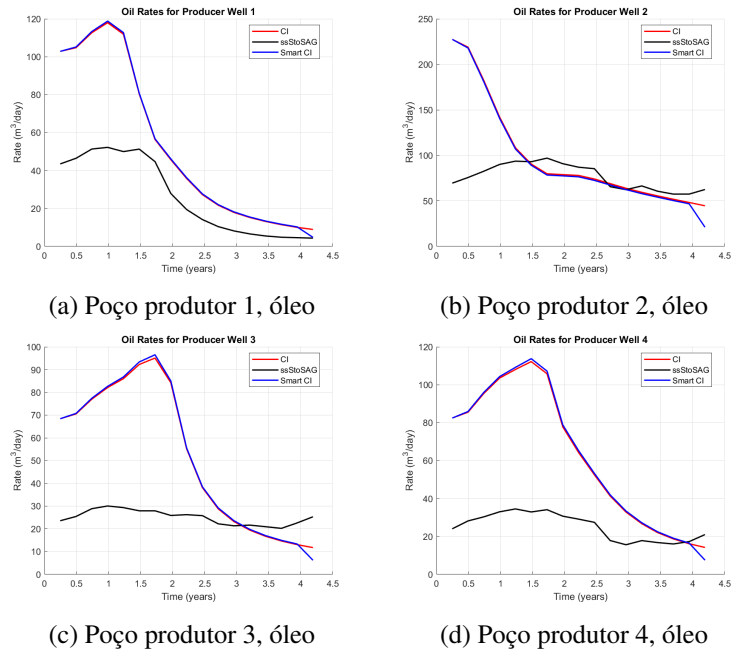 Oil Rates for Producer Well 1
120
100
80
60
40
20
0
Rate (m³/day)
CI
ssStoSAG
Smart CI
0 0.5 1 1.5 2 2.5 3 3.5 4 4.5
Time (years)
(a) Poço produtor 1, óleo
Oil Rates for Producer Well 2
250
200
150
100
50
0
Rate (m³/day)
CI
ssStoSAG
Smart CI
0 0.5 1 1.5 2 2.5 3 3.5 4 4.5
Time (years)
(b) Poço produtor 2, óleo
Oil Rates for Producer Well 3
100
90
80
70
60
50
40
30
20
10
0
Rate (m³/day)
CI
ssStoSAG
Smart CI
0 0.5 1 1.5 2 2.5 3 3.5 4 4.5
Time (years)
(c) Poço produtor 3, óleo
Oil Rates for Producer Well 4
120
100
80
60
40
20
0
Rate (m³/day)
CI
ssStoSAG
Smart CI
0 0.5 1 1.5 2 2.5 3 3.5 4 4.5
Time (years)
(d) Poço produtor 4, óleo